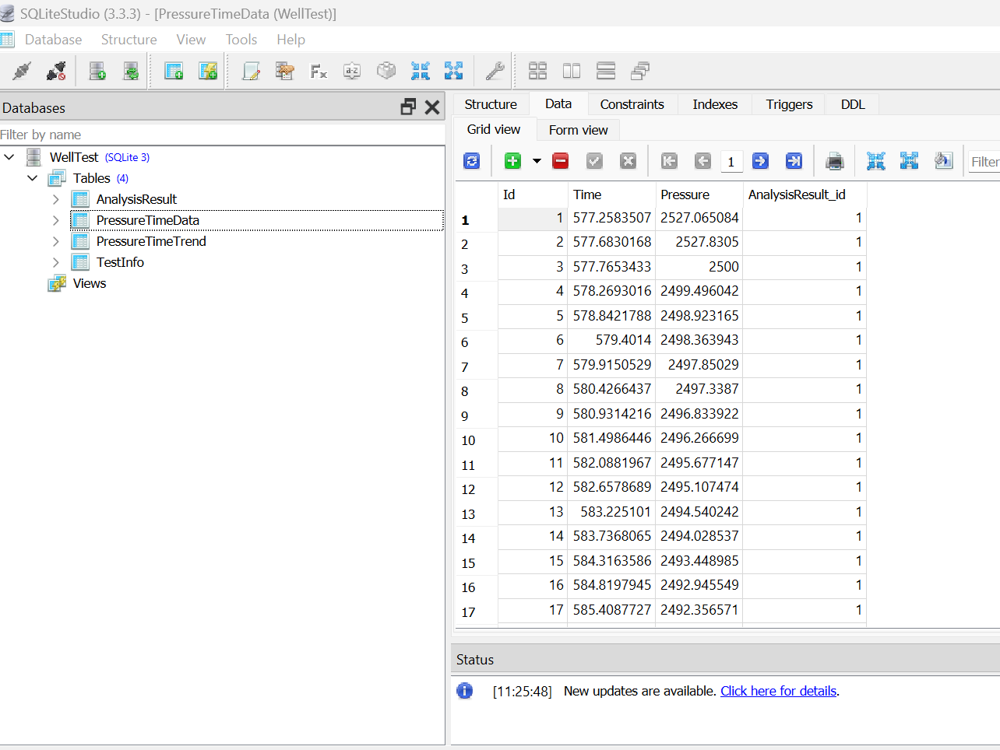 SQLiteStudio (3.3.3) - [PressureTimeData (WellTest)]
Database Structure View Tools Help
Databases
Filter by name
WellTest (SQLite 3)
Tables (4)
AnalysisResult
PressureTimeData
PressureTimeTrend
TestInfo
Views
Structure Data Constraints Indexes Triggers DDL
Grid view Form view
1 Filter
Id Time Pressure AnalysisResult_id
1 1 577.2583507 2527.065084 1
2 2 577.6830168 2527.8305 1
3 3 577.7653433 2500 1
4 4 578.2693016 2499.496042 1
5 5 578.8421788 2498.923165 1
6 6 579.4014 2498.363943 1
7 7 579.9150529 2497.85029 1
8 8 580.4266437 2497.3387 1
9 9 580.9314216 2496.833922 1
10 10 581.4986446 2496.266699 1
11 11 582.0881967 2495.677147 1
12 12 582.6578689 2495.107474 1
13 13 583.225101 2494.540242 1
14 14 583.7368065 2494.028537 1
15 15 584.3163586 2493.448985 1
16 16 584.8197945 2492.945549 1
17 17 585.4087727 2492.356571 1
Status
[11:25:48] New updates are available. Click here for details.